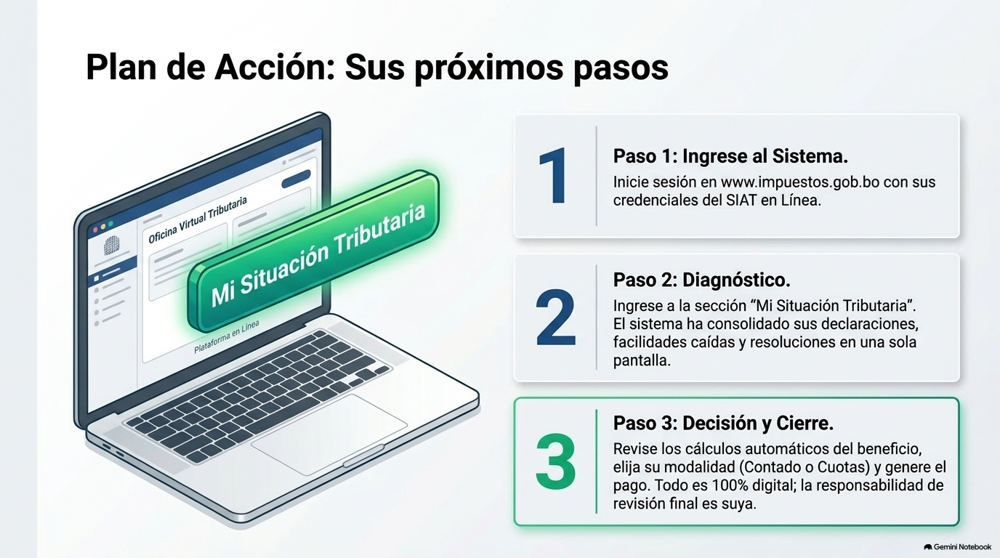 Plan de Acción: Sus próximos pasos
Oficina Virtual Tributaria
Mi Situación Tributaria
Plataforma en Línea
1
Paso 1: Ingrese al Sistema.
Inicie sesión en www.impuestos.gob.bo con sus
credenciales del SIAT en Línea.
2
Paso 2: Diagnóstico.
Ingrese a la sección “Mi Situación Tributaria”.
El sistema ha consolidado sus declaraciones,
facilidades caídas y resoluciones en una sola
pantalla.
3
Paso 3: Decisión y Cierre.
Revise los cálculos automáticos del beneficio,
elija su modalidad (Contado o Cuotas) y genere el
pago. Todo es 100% digital; la responsabilidad de
revisión final es suya.
Gemini Notebook